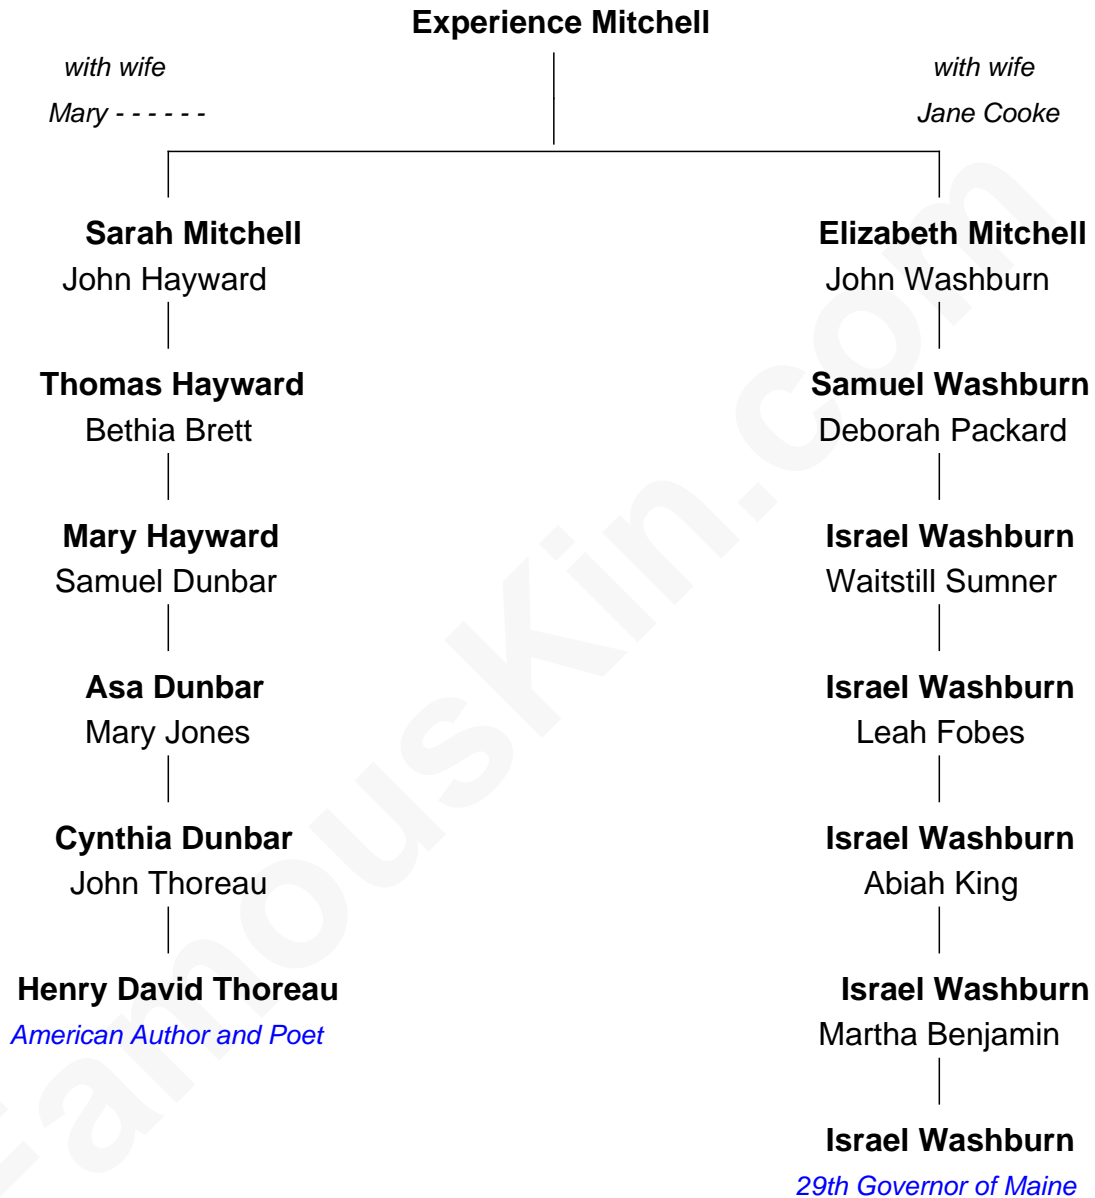 Experience Mitchell
with wife
Mary - - - - - -
with wife
Jane Cooke
Sarah Mitchell
John Hayward
Thomas Hayward
Bethia Brett
Mary Hayward
Samuel Dunbar
Asa Dunbar
Mary Jones
Cynthia Dunbar
John Thoreau
Henry David Thoreau
American Author and Poet
Elizabeth Mitchell
John Washburn
Samuel Washburn
Deborah Packard
Israel Washburn
Waitstill Sumner
Israel Washburn
Leah Fobes
Israel Washburn
Abiah King
Israel Washburn
Martha Benjamin
Israel Washburn
29th Governor of Maine
FamousKin.com